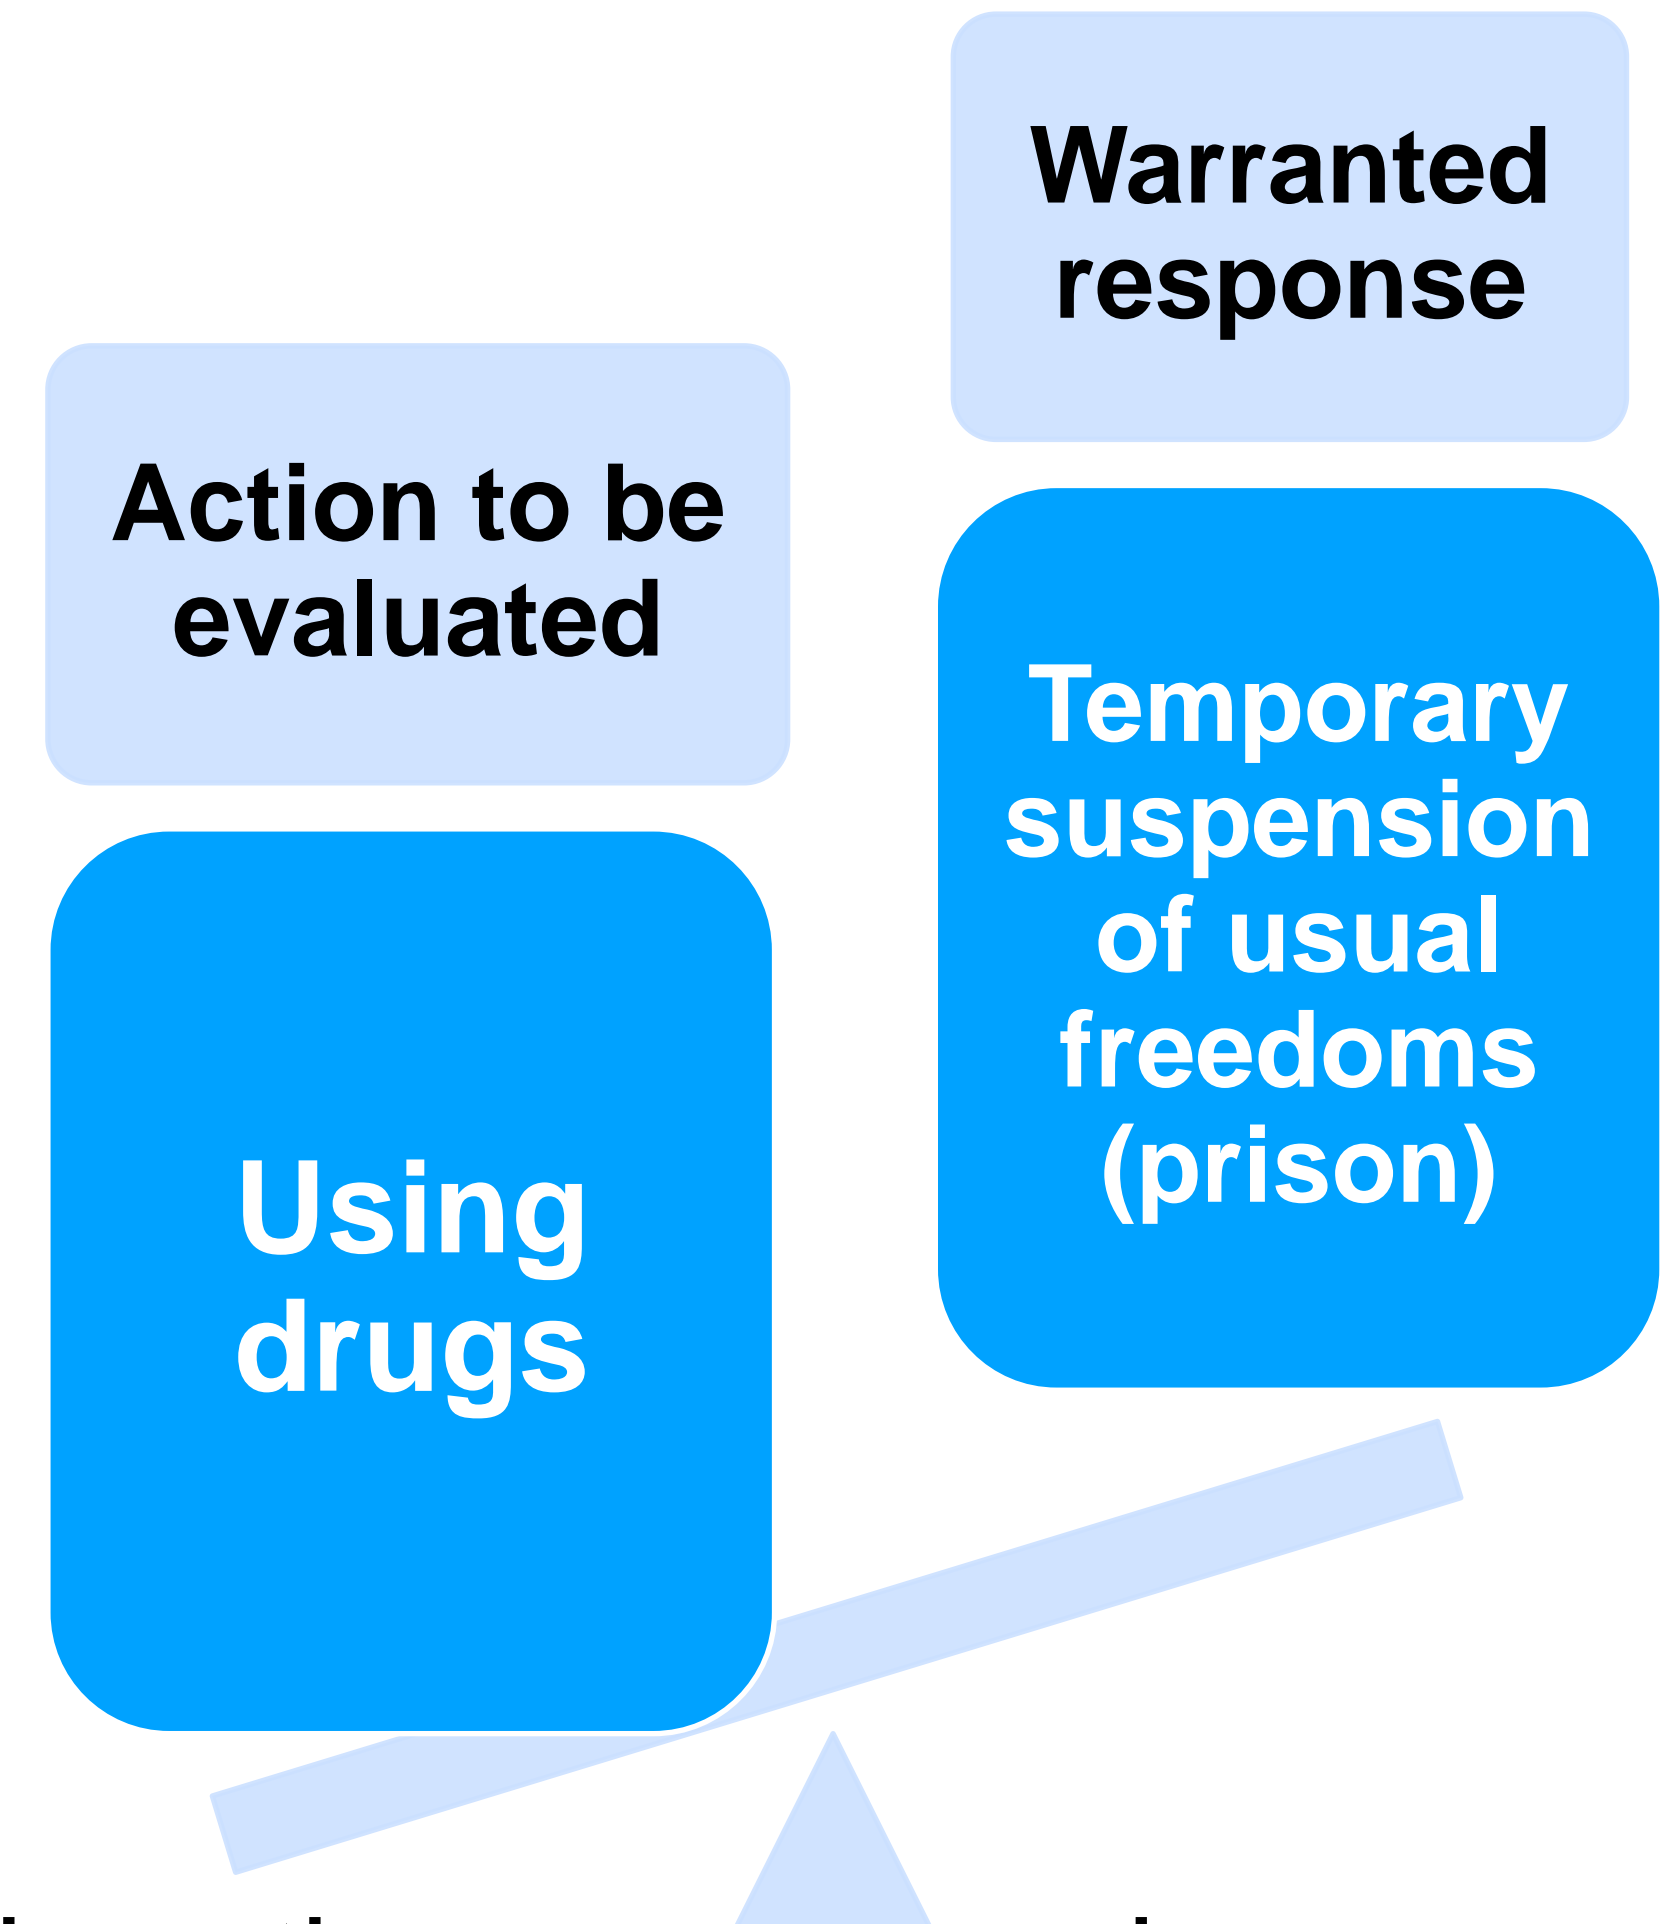 Warranted
response
Action to be
evaluated
Temporary
suspension
of usual
freedoms
(prison)
Using
drugs